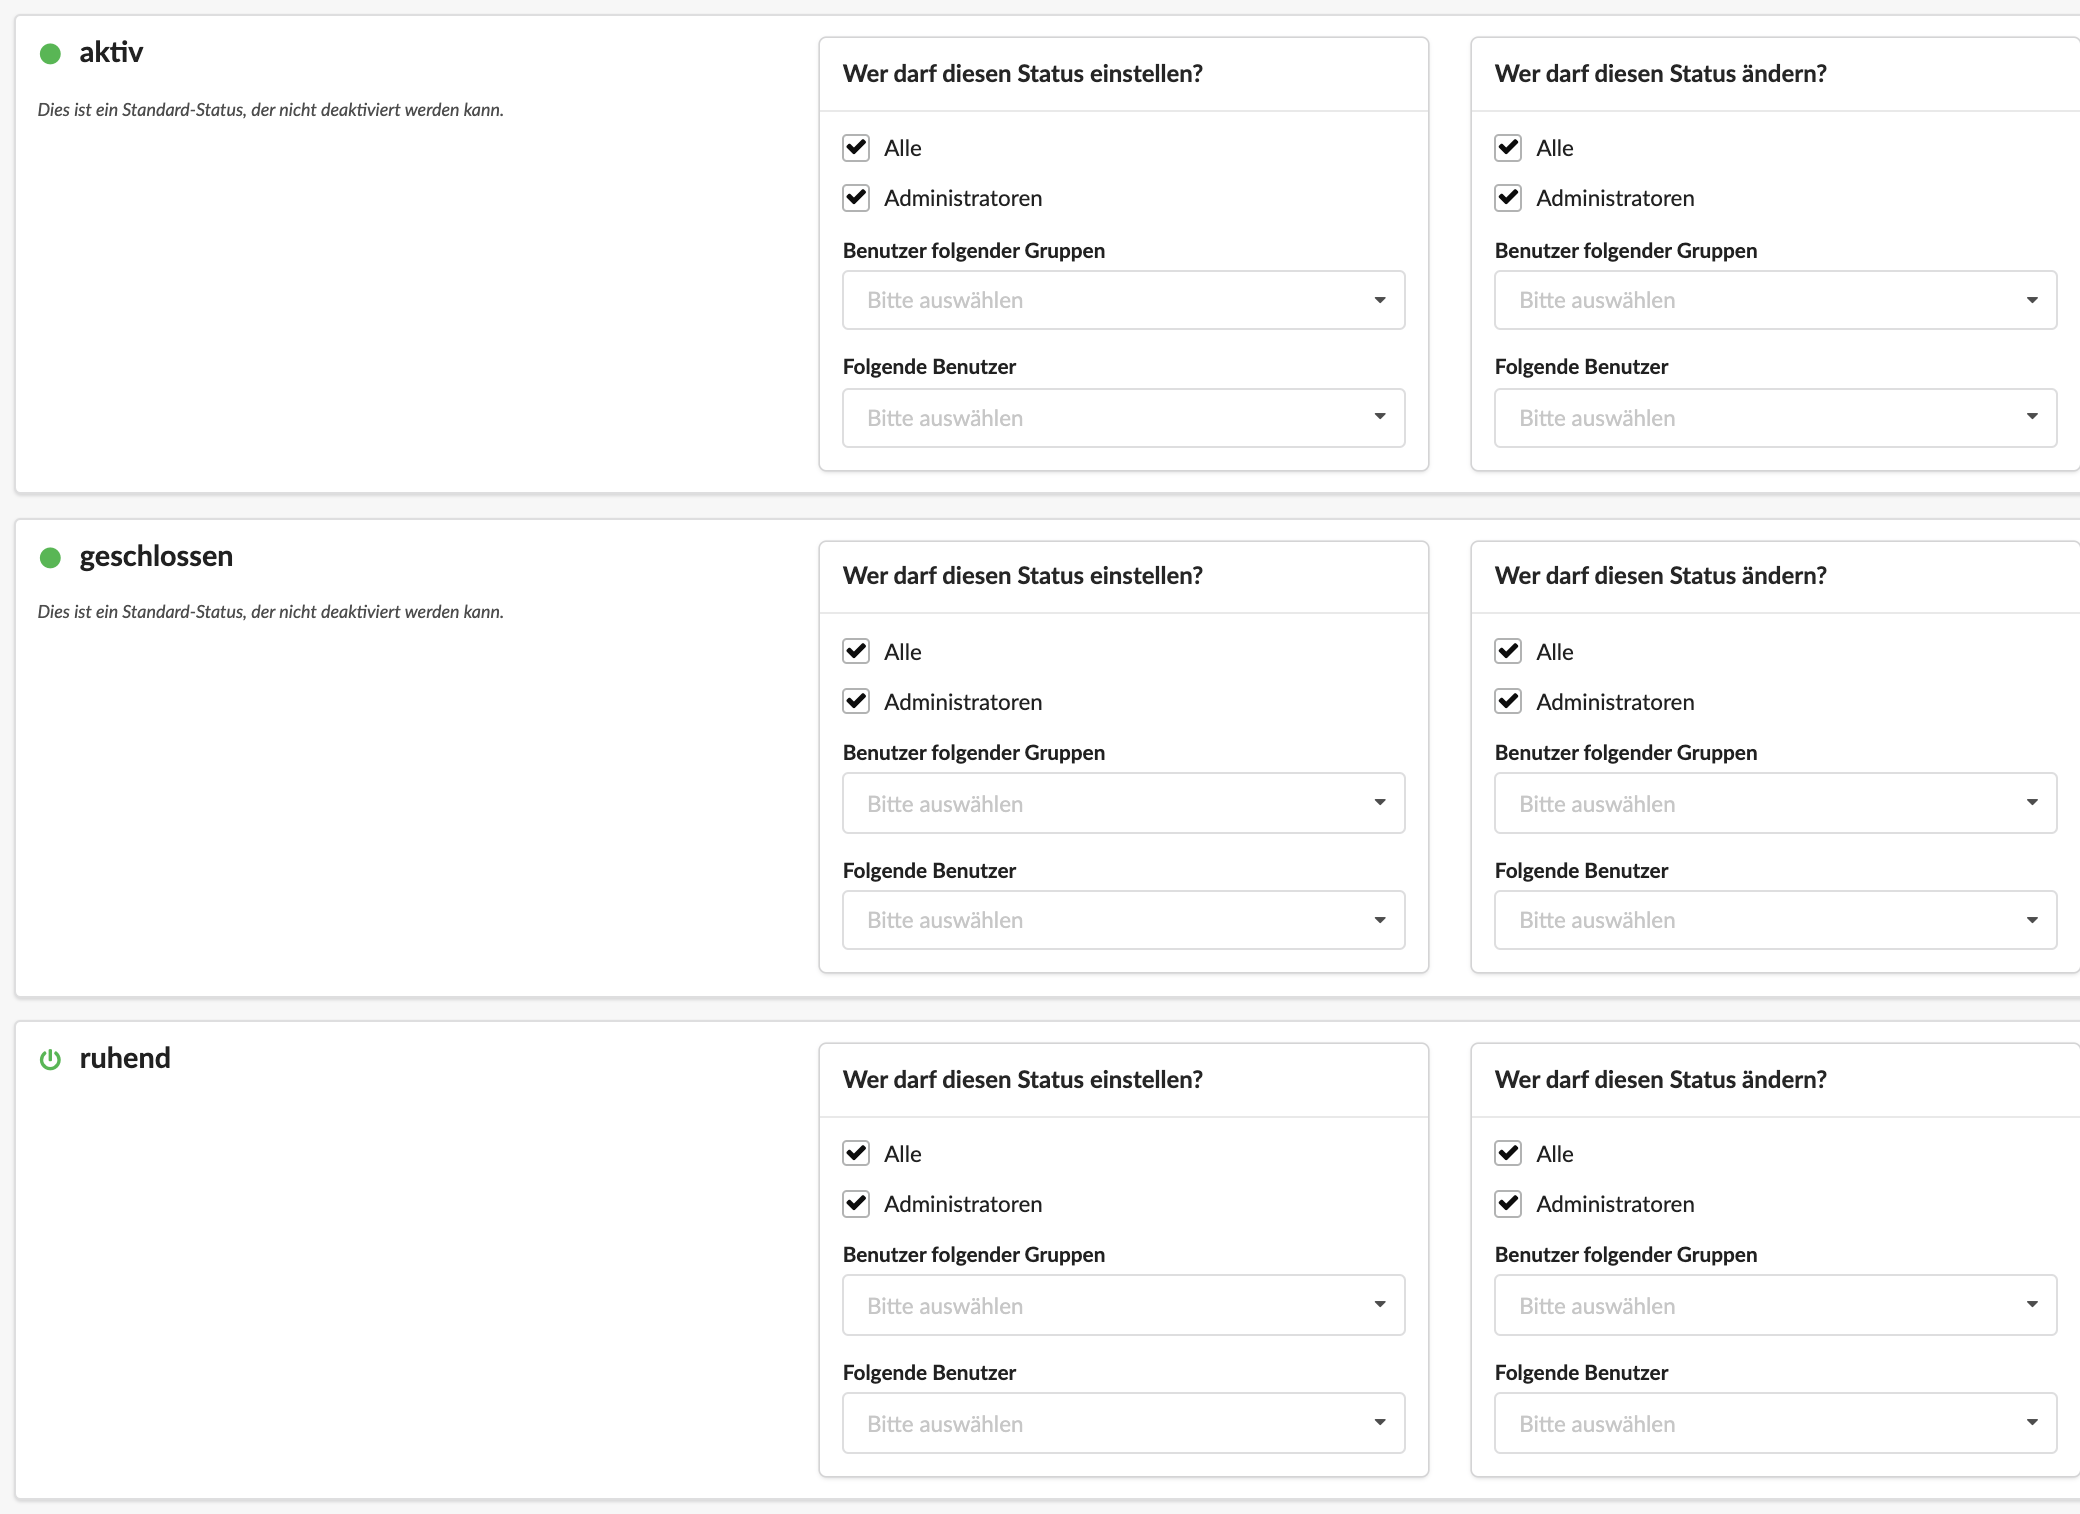 aktiv
Dies ist ein Standard-Status, der nicht deaktiviert werden kann.
Wer darf diesen Status einstellen?
Alle
Administratoren
Benutzer folgender Gruppen
Bitte auswählen
Folgende Benutzer
Bitte auswählen
Wer darf diesen Status ändern?
Alle
Administratoren
Benutzer folgender Gruppen
Bitte auswählen
Folgende Benutzer
Bitte auswählen
geschlossen
Dies ist ein Standard-Status, der nicht deaktiviert werden kann.
Wer darf diesen Status einstellen?
Alle
Administratoren
Benutzer folgender Gruppen
Bitte auswählen
Folgende Benutzer
Bitte auswählen
Wer darf diesen Status ändern?
Alle
Administratoren
Benutzer folgender Gruppen
Bitte auswählen
Folgende Benutzer
Bitte auswählen
ruhend
Wer darf diesen Status einstellen?
Alle
Administratoren
Benutzer folgender Gruppen
Bitte auswählen
Folgende Benutzer
Bitte auswählen
Wer darf diesen Status ändern?
Alle
Administratoren
Benutzer folgender Gruppen
Bitte auswählen
Folgende Benutzer
Bitte auswählen